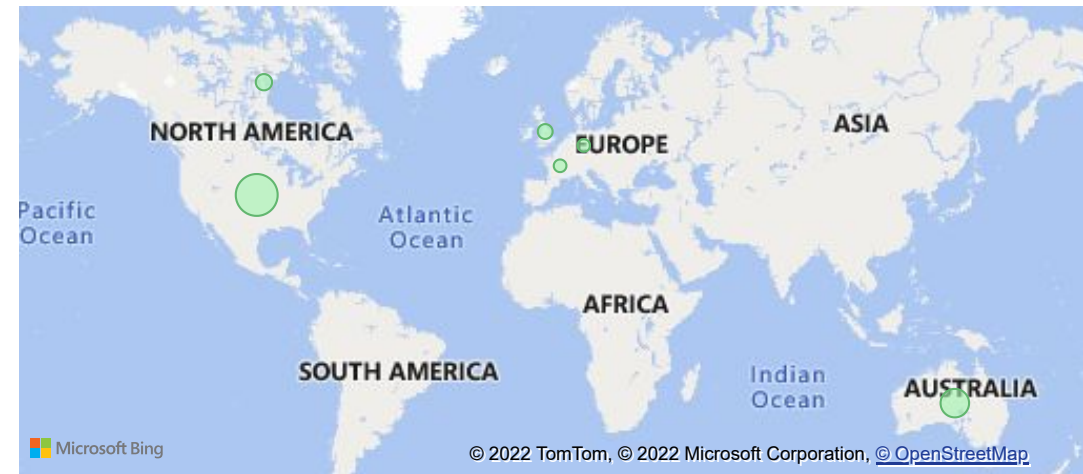 NORTH AMERICA
EUROPE
ASIA
Pacific
Ocean
Atlantic
Ocean
AFRICA
SOUTH AMERICA
Indian
Ocean
AUSTRALIA
Microsoft Bing
© 2022 TomTom, © 2022 Microsoft Corporation, © OpenStreetMap